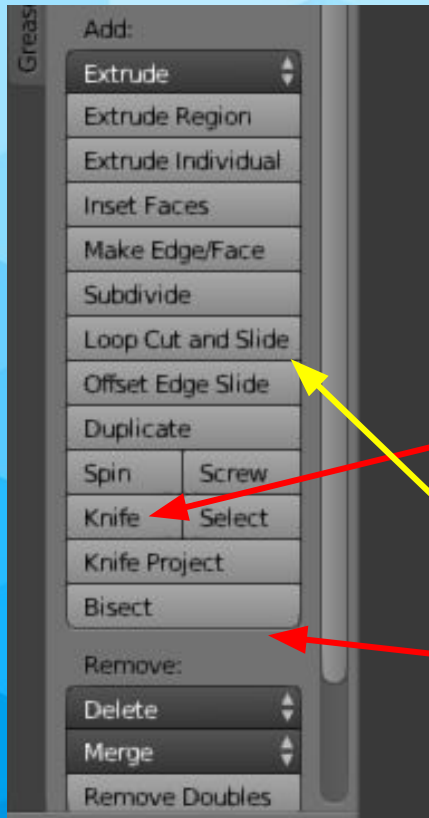 Greas
Add:
Extrude
Extrude Region
Extrude Individual
Inset Faces
Make Edge/Face
Subdivide
Loop Cut and Slide
Offset Edge Slide
Duplicate
Spin Screw
Knife Select
Knife Project
Bisect
Remove:
Delete
Merge
Remove Doubles